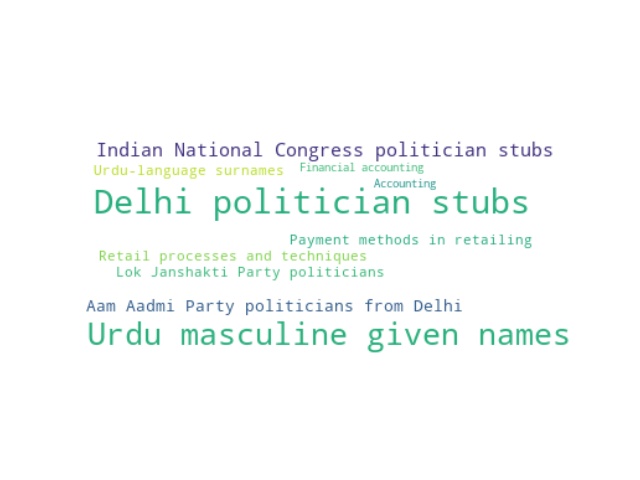 Indian National Congress politician stubs
Urdu-language surnames
Financial accounting
Accounting
Delhi politician stubs
Payment methods in retailing
Retail processes and techniques
Lok Janshakti Party politicians
Aam Aadmi Party politicians from Delhi
Urdu masculine given names